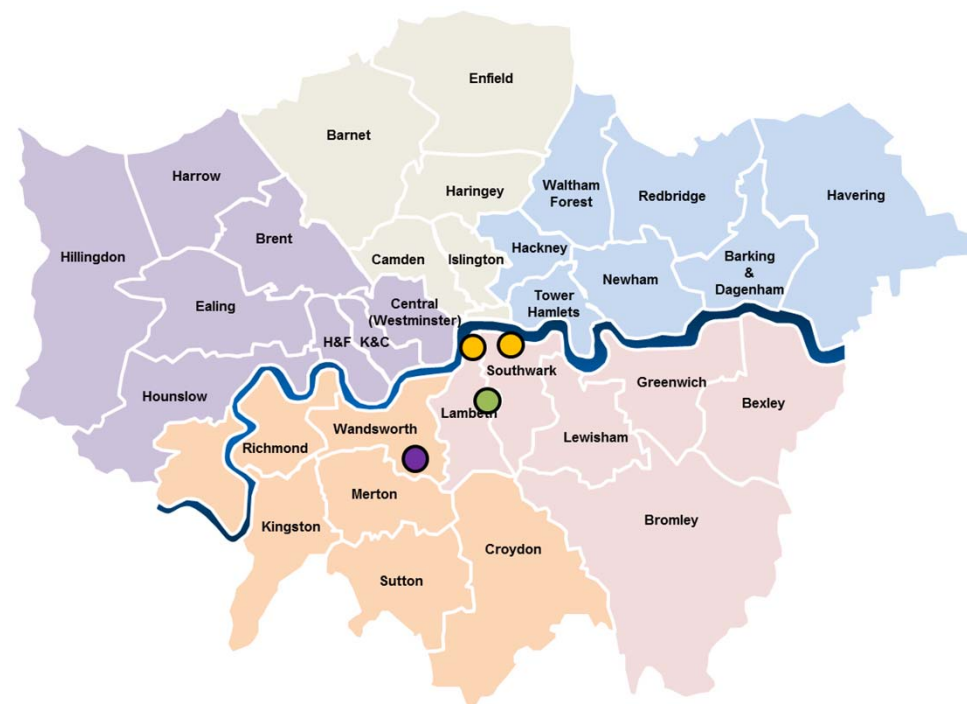 Enfield
Barnet
Harrow
Haringey
Waltham
Forest
Redbridge
Havering
Brent
Hillingdon
Camden
Islington
Hackney
Barking
&
Dagenham
Newham
Ealing
Central
(Westminster)
Tower
Hamlets
H&F
K&C
Southwark
Hounslow
Greenwich
Bexley
Lambeth
Wandsworth
Richmond
Lewisham
Merton
Kingston
Bromley
Croydon
Sutton